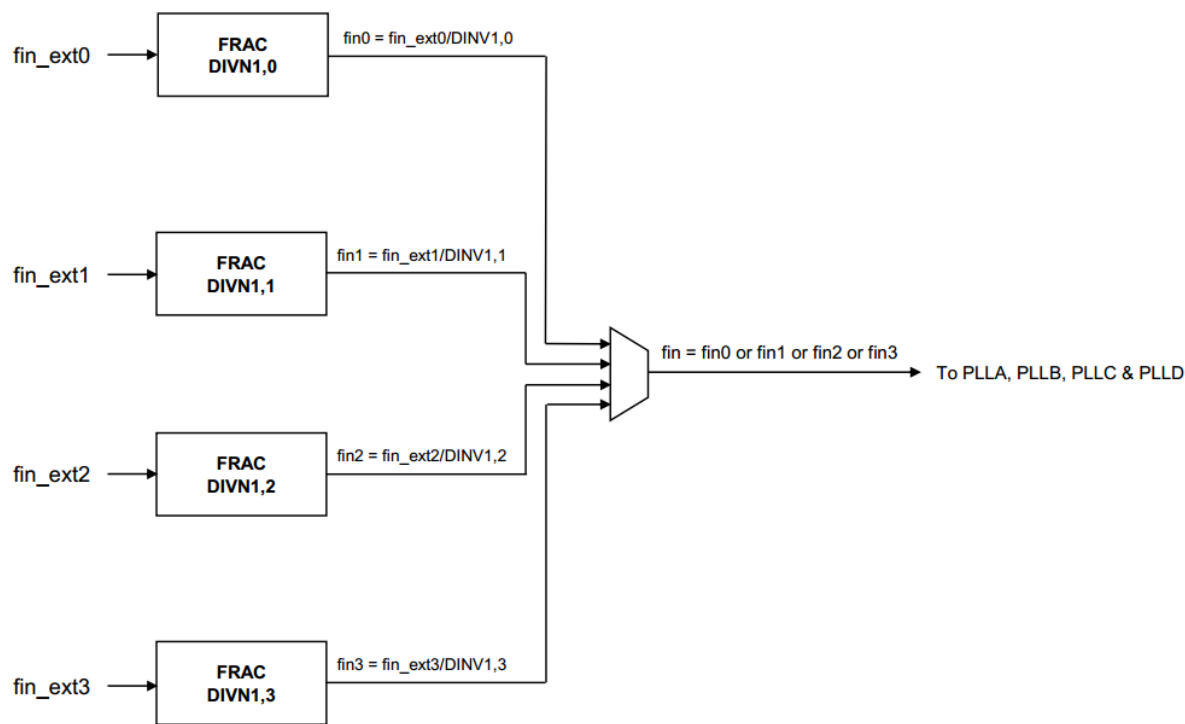 fin_ext0
FRAC
DIVN1,0
fin0 = fin_ext0/DINV1,0
fin_ext1
FRAC
DIVN1,1
fin1 = fin_ext1/DINV1,1
fin = fin0 or fin1 or fin2 or fin3
To PLLA, PLLB, PLLC & PLLD
fin_ext2
FRAC
DIVN1,2
fin2 = fin_ext2/DINV1,2
fin_ext3
FRAC
DIVN1,3
fin3 = fin_ext3/DINV1,3